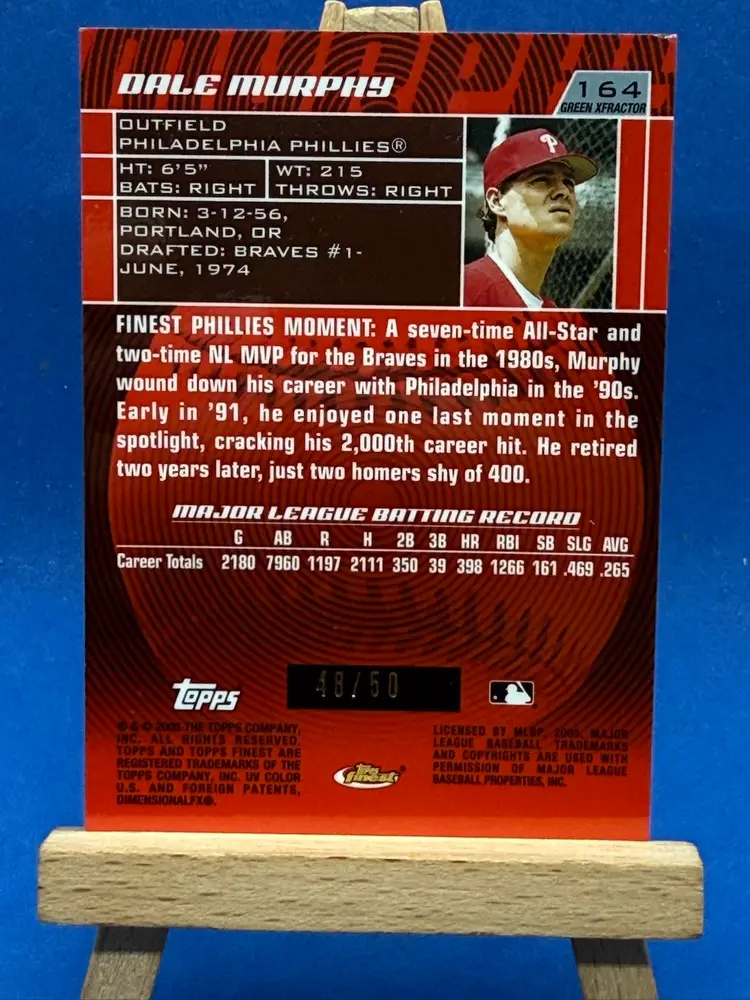 DALE MURPHY
164
GREEN XFRACTOR
OUTFIELD
PHILADELPHIA PHILLIES®
HT: 6'5" WT: 215
BATS: RIGHT THROWS: RIGHT
BORN: 3-12-56,
PORTLAND, OR
DRAFTED: BRAVES #1-
JUNE, 1974
P
FINEST PHILLIES MOMENT: A seven-time All-Star and
two-time NL MVP for the Braves in the 1980s, Murphy
wound down his career with Philadelphia in the '90s.
Early in '91, he enjoyed one last moment in the
spotlight, cracking his 2,000th career hit. He retired
two years later, just two homers shy of 400.
MAJOR LEAGUE BATTING RECORD
G AB R H 2B 3B HR RBI SB SLG AVG
Career Totals 2180 7960 1197 2111 350 39 398 1266 161 .469 .265
48/50
Topps
® & © 2005 THE TOPPS COMPANY,
INC. ALL RIGHTS RESERVED.
TOPPS AND TOPPS FINEST ARE
REGISTERED TRADEMARKS OF THE
TOPPS COMPANY, INC. UV COLOR
U.S. AND FOREIGN PATENTS,
DIMENSIONALFX®.
Topps
finest
LICENSED BY MLBP, 2005. MAJOR
LEAGUE BASEBALL TRADEMARKS
AND COPYRIGHTS ARE USED WITH
PERMISSION OF MAJOR LEAGUE
BASEBALL PROPERTIES, INC.